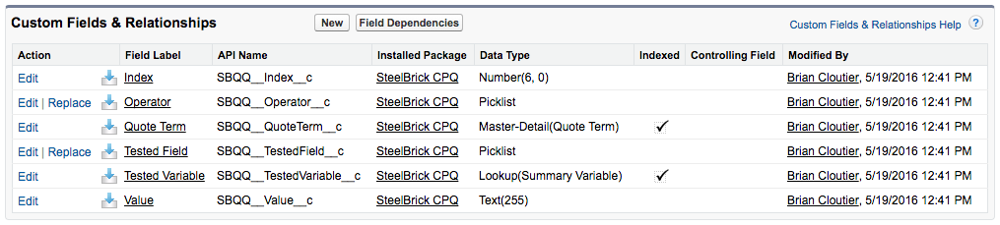 Custom Fields & Relationships New Field Dependencies Custom Fields & Relationships Help ?
Action Field Label API Name Installed Package Data Type Indexed Controlling Field Modified By
Edit Index SBQQ__Index__c SteelBrick CPQ Number(6, 0) Brian Cloutier, 5/19/2016 12:41 PM
Edit | Replace Operator SBQQ__Operator__c SteelBrick CPQ Picklist Brian Cloutier, 5/19/2016 12:41 PM
Edit Quote Term SBQQ__QuoteTerm__c SteelBrick CPQ Master-Detail(Quote Term) ✓ Brian Cloutier, 5/19/2016 12:41 PM
Edit | Replace Tested Field SBQQ__TestedField__c SteelBrick CPQ Picklist Brian Cloutier, 5/19/2016 12:41 PM
Edit Tested Variable SBQQ__TestedVariable__c SteelBrick CPQ Lookup(Summary Variable) ✓ Brian Cloutier, 5/19/2016 12:41 PM
Edit Value SBQQ__Value__c SteelBrick CPQ Text(255) Brian Cloutier, 5/19/2016 12:41 PM